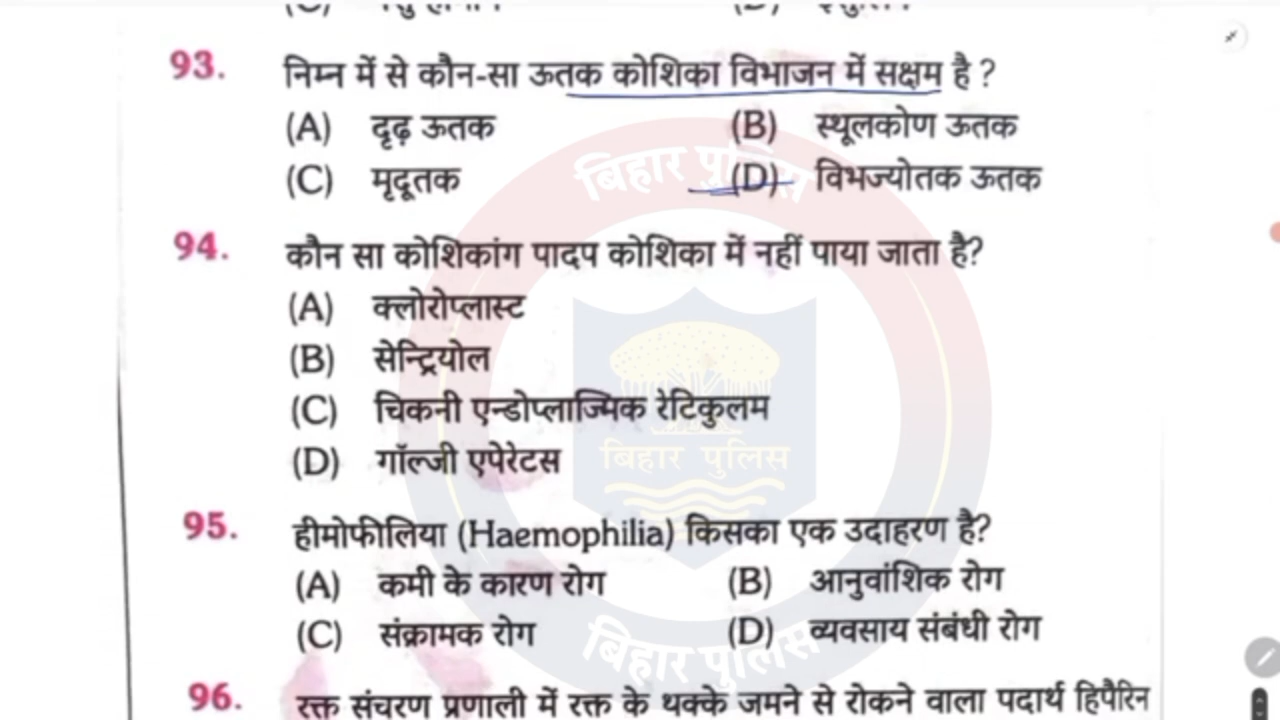 93. निम्न में से कौन-सा ऊतक कोशिका विभाजन में सक्षम है ?
(A) दृढ़ ऊतक (B) स्थूलकोण ऊतक
(C) मृदूतक (D) विभज्योतक ऊतक
94. कौन सा कोशिकांग पादप कोशिका में नहीं पाया जाता है?
(A) क्लोरोप्लास्ट
(B) सेन्ट्रियोल
(C) चिकनी एन्डोप्लाज्मिक रेटिकुलम
(D) गॉल्जी एपेरेटस
95. हीमोफीलिया (Haemophilia) किसका एक उदाहरण है?
(A) कमी के कारण रोग (B) आनुवांशिक रोग
(C) संक्रामक रोग (D) व्यवसाय संबंधी रोग
96. रक्त संचरण प्रणाली में रक्त के थक्के जमने से रोकने वाला पदार्थ हिपैरिन
बिहार पुलिस
बिहार पुलिस
बिहार पुलिस